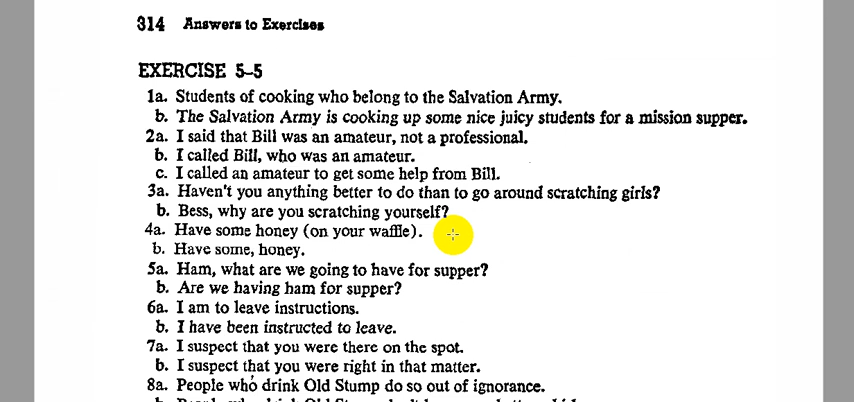 314 Answers to Exercises
EXERCISE 5–5
1a. Students of cooking who belong to the Salvation Army.
b. The Salvation Army is cooking up some nice juicy students for a mission supper.
2a. I said that Bill was an amateur, not a professional.
b. I called Bill, who was an amateur.
c. I called an amateur to get some help from Bill.
3a. Haven't you anything better to do than to go around scratching girls?
b. Bess, why are you scratching yourself?
4a. Have some honey (on your waffle).
b. Have some, honey.
5a. Ham, what are we going to have for supper?
b. Are we having ham for supper?
6a. I am to leave instructions.
b. I have been instructed to leave.
7a. I suspect that you were there on the spot.
b. I suspect that you were right in that matter.
8a. People who drink Old Stump do so out of ignorance.